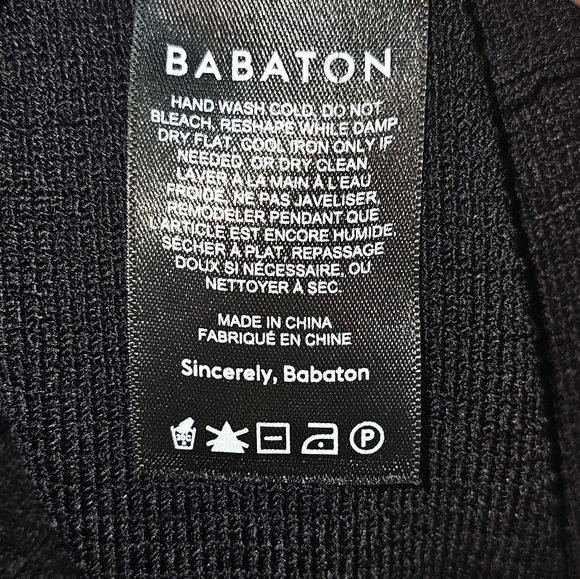 BABATON
HAND WASH COLD, DO NOT
BLEACH, RESHAPE WHILE DAMP
DRY FLAT, COOL IRON ONLY IF
NEEDED, OR DRY CLEAN.
LAVER À LA MAIN À L'EAU
FROIDE, NE PAS JAVELISER,
REMODELER PENDANT QUE
L'ARTICLE EST ENCORE HUMIDE,
SÉCHER À PLAT, REPASSAGE
DOUX SI NÉCESSAIRE, OU
NETTOYER À SEC.
MADE IN CHINA
FABRIQUÉ EN CHINE
Sincerely, Babaton
P